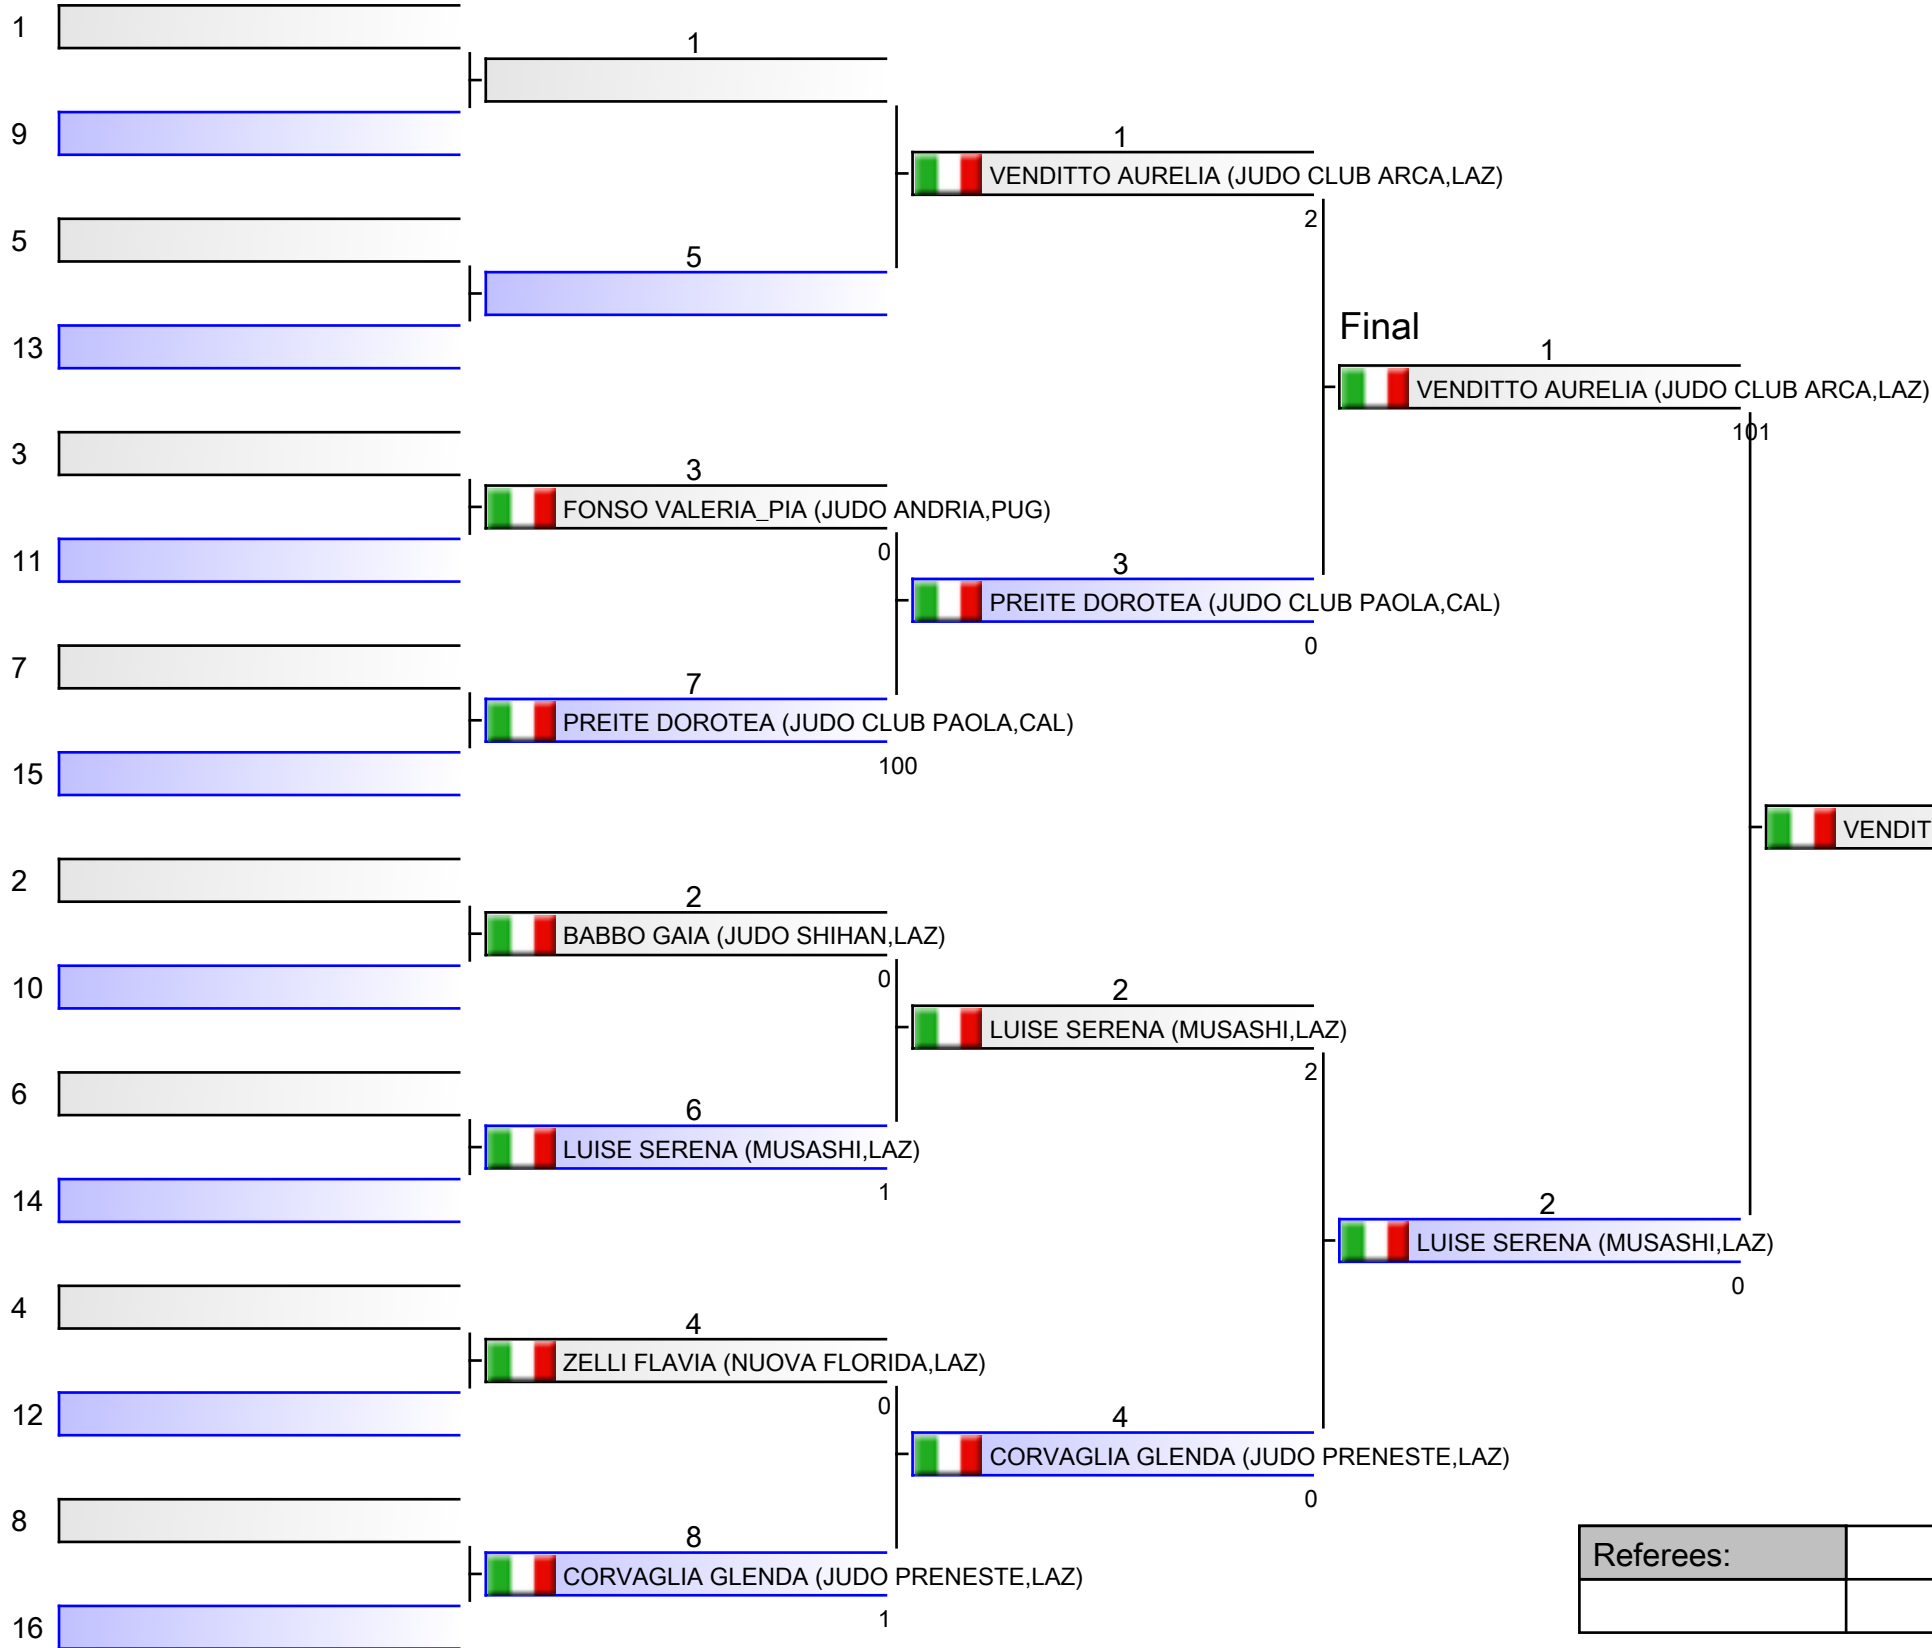 1
1
9
1
VENDITTO AURELIA (JUDO CLUB ARCA,LAZ)
2
5
5
13
Final
1
VENDITTO AURELIA (JUDO CLUB ARCA,LAZ)
101
3
3
FONSO VALERIA_PIA (JUDO ANDRIA,PUG)
0
11
3
PREITE DOROTEA (JUDO CLUB PAOLA,CAL)
0
7
7
PREITE DOROTEA (JUDO CLUB PAOLA,CAL)
100
15
VENDIT
2
2
BABBO GAIA (JUDO SHIHAN,LAZ)
0
10
2
LUISE SERENA (MUSASHI,LAZ)
2
6
6
LUISE SERENA (MUSASHI,LAZ)
1
14
2
LUISE SERENA (MUSASHI,LAZ)
0
4
4
ZELLI FLAVIA (NUOVA FLORIDA,LAZ)
0
12
4
CORVAGLIA GLENDA (JUDO PRENESTE,LAZ)
0
8
8
CORVAGLIA GLENDA (JUDO PRENESTE,LAZ)
1
16
Referees: